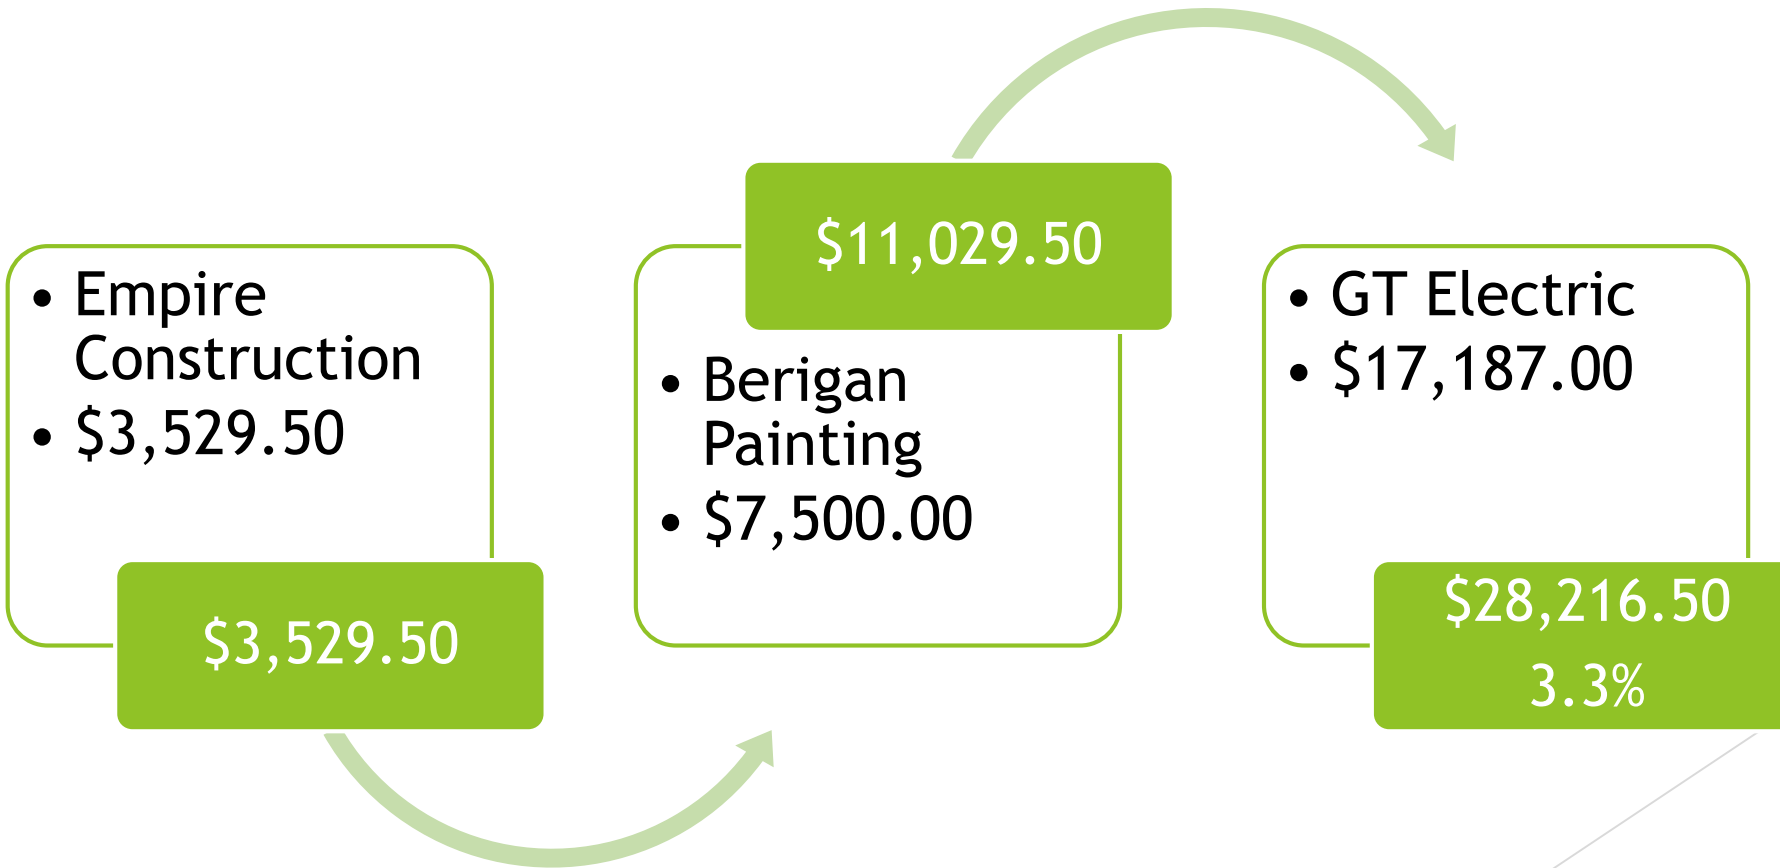 • Empire
Construction
• $3,529.50
$3,529.50
$11,029.50
• Berigan
Painting
• $7,500.00
• GT Electric
• $17,187.00
$28,216.50
3.3%